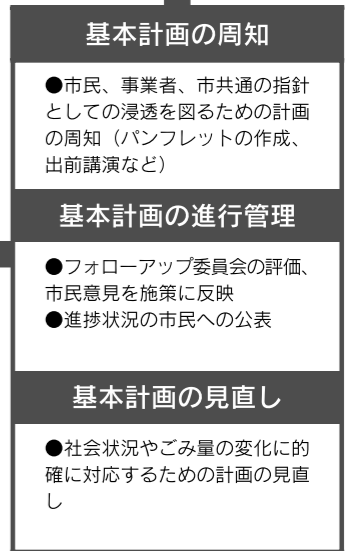 基本計画の周知
●市民、事業者、市共通の指針
としての浸透を図るための計画
の周知（パンフレットの作成、
出前講演など）
基本計画の進行管理
●フォローアップ委員会の評価、
市民意見を施策に反映
●進捗状況の市民への公表
基本計画の見直し
●社会状況やごみ量の変化に的
確に対応するための計画の見直
し